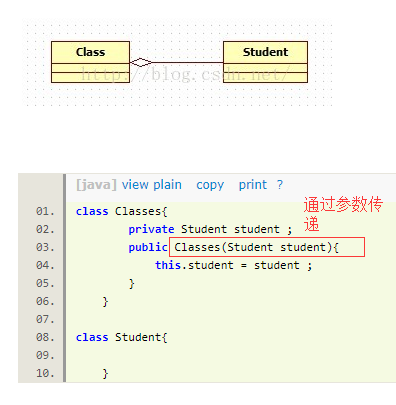 Class
Student
http://blog.csdn.net/
[java] view plain copy print ?
通过参数传
递
01. class Classes{
02. private Student student ;
03. public Classes(Student student){
04. this.student = student ;
05. }
06. }
07.
08. class Student{
09.
10. }